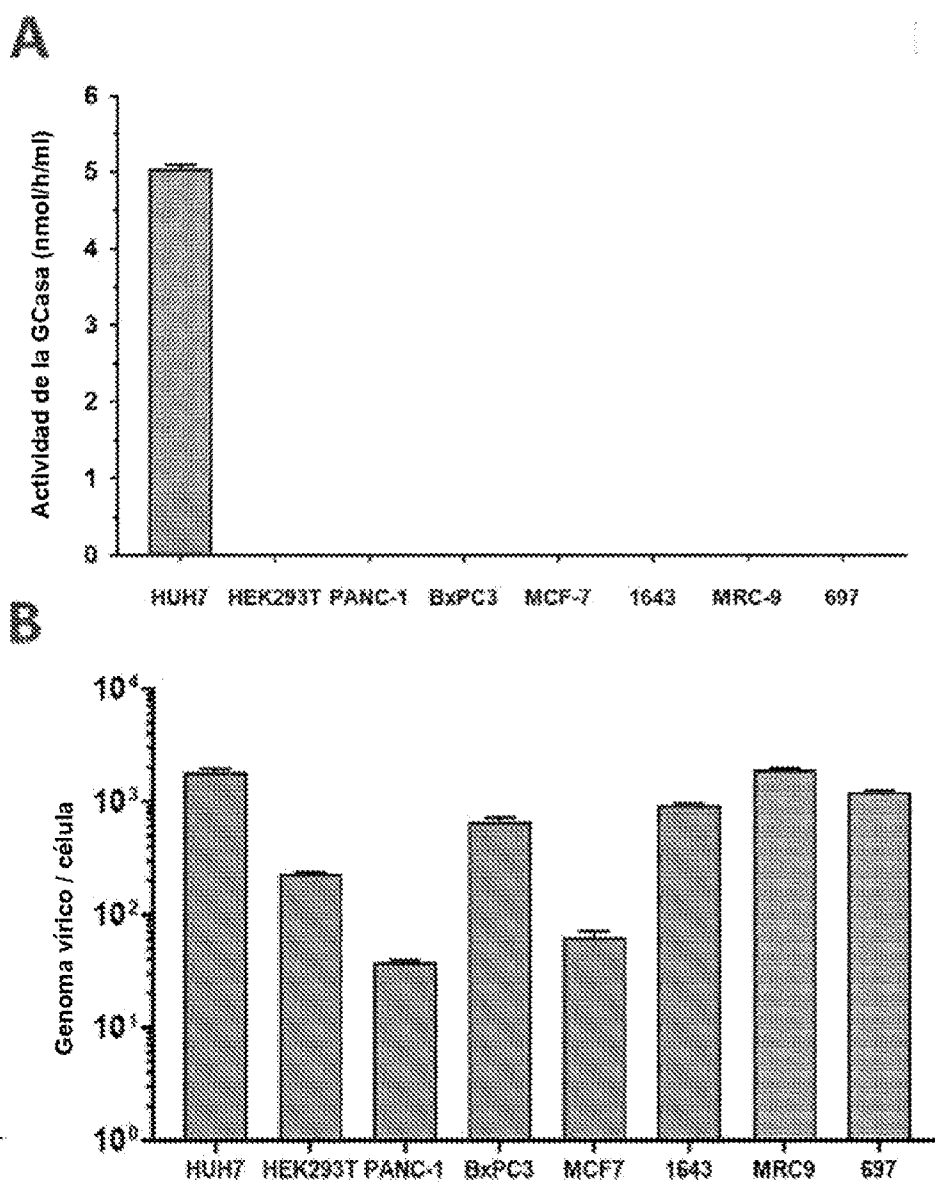 A
Actividad de la GCasa (nmol/h/ml)
6
5
4
3
2
1
0
HUH7 HEK293T PANC-1 BxPC3 MCF-7 1643 MRC-9 697
B
Genoma vírico / célula
10⁴
10³
10²
10¹
10⁰
HUH7 HEK293T PANC-1 BxPC3 MCF7 1643 MRC9 697